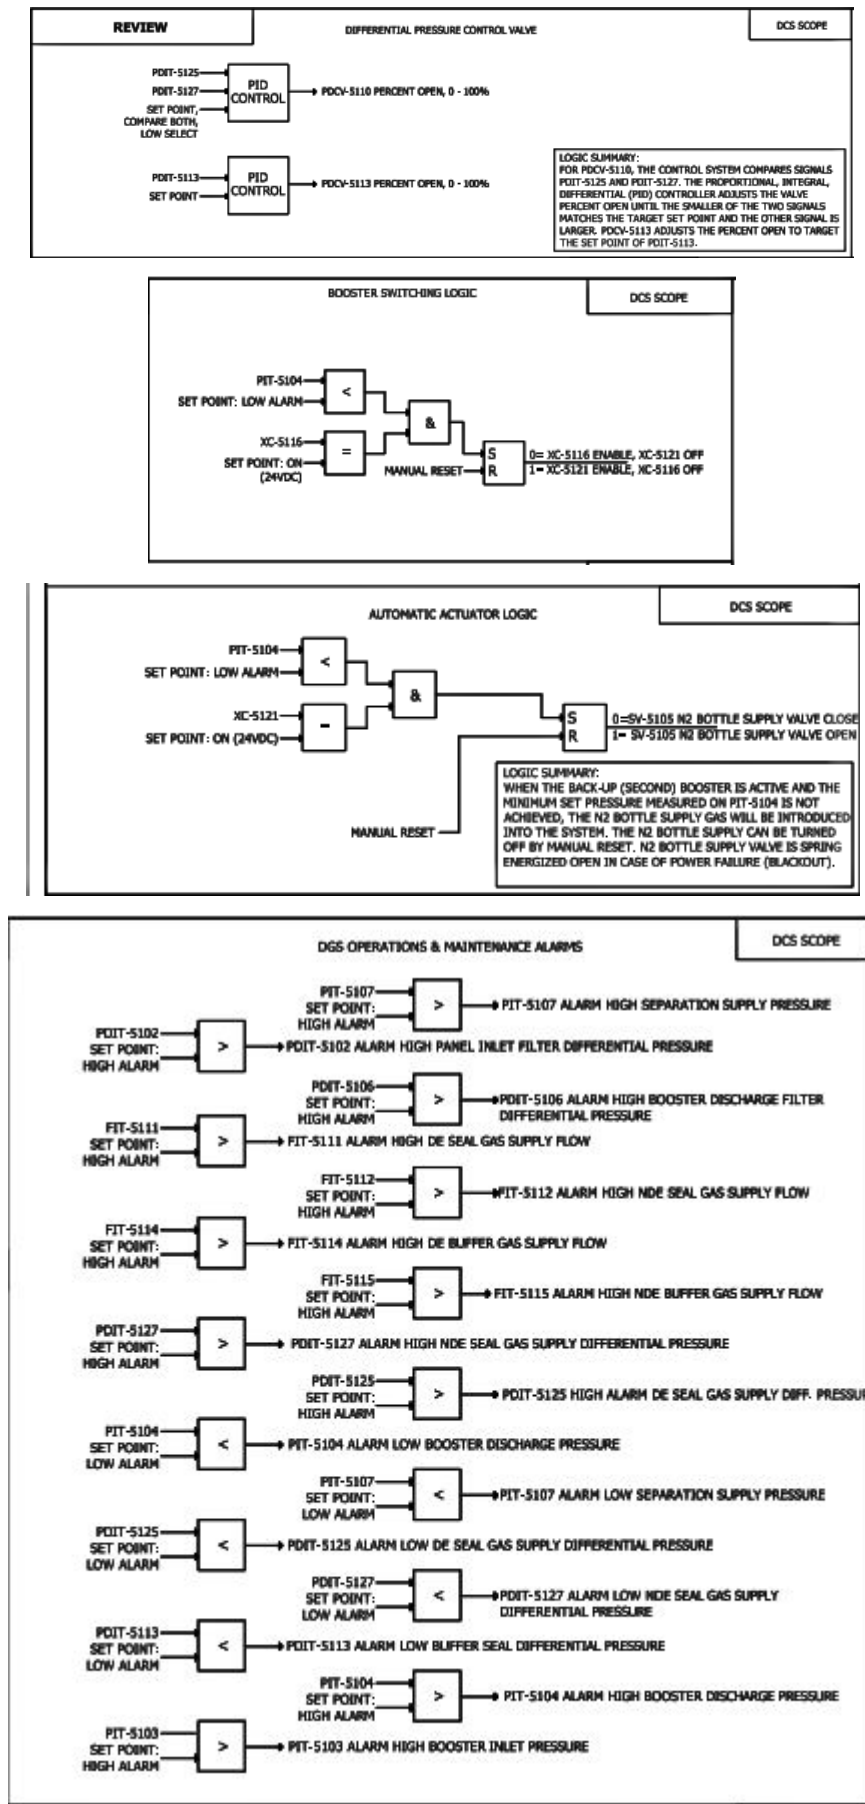 REVIEW
DIFFERENTIAL PRESSURE CONTROL VALVE
DCS SCOPE
PDIT-5125
PDIT-5127
SET POINT,
COMPARE BOTH,
LOW SELECT
PID
CONTROL
PDCV-5110 PERCENT OPEN, 0 - 100%
PDIT-5113
SET POINT
PID
CONTROL
PDCV-5113 PERCENT OPEN, 0 - 100%
LOGIC SUMMARY:
FOR PDCV-5110, THE CONTROL SYSTEM COMPARES SIGNALS
PDIT-5125 AND PDIT-5127. THE PROPORTIONAL, INTEGRAL,
DIFFERENTIAL (PID) CONTROLLER ADJUSTS THE VALVE
PERCENT OPEN UNTIL THE SMALLER OF THE TWO SIGNALS
MATCHES THE TARGET SET POINT AND THE OTHER SIGNAL IS
LARGER. PDCV-5113 ADJUSTS THE PERCENT OPEN TO TARGET
THE SET POINT OF PDIT-5113.
BOOSTER SWITCHING LOGIC
DCS SCOPE
PIT-5104
SET POINT: LOW ALARM
<
XC-5116
SET POINT: ON
(24VDC)
=
&
MANUAL RESET
S
R
0= XC-5116 ENABLE, XC-5121 OFF
1= XC-5121 ENABLE, XC-5116 OFF
AUTOMATIC ACTUATOR LOGIC
DCS SCOPE
PIT-5104
SET POINT: LOW ALARM
<
XC-5121
SET POINT: ON (24VDC)
=
&
S
R
0=SV-5105 N2 BOTTLE SUPPLY VALVE CLOSE
1= SV-5105 N2 BOTTLE SUPPLY VALVE OPEN
MANUAL RESET
LOGIC SUMMARY:
WHEN THE BACK-UP (SECOND) BOOSTER IS ACTIVE AND THE
MINIMUM SET PRESSURE MEASURED ON PIT-5104 IS NOT
ACHIEVED, THE N2 BOTTLE SUPPLY GAS WILL BE INTRODUCED
INTO THE SYSTEM. THE N2 BOTTLE SUPPLY CAN BE TURNED
OFF BY MANUAL RESET. N2 BOTTLE SUPPLY VALVE IS SPRING
ENERGIZED OPEN IN CASE OF POWER FAILURE (BLACKOUT).
DGS OPERATIONS & MAINTENANCE ALARMS
DCS SCOPE
PIT-5107
SET POINT:
HIGH ALARM
>
PIT-5107 ALARM HIGH SEPARATION SUPPLY PRESSURE
PDIT-5102
SET POINT:
HIGH ALARM
>
PDIT-5102 ALARM HIGH PANEL INLET FILTER DIFFERENTIAL PRESSURE
PDIT-5106
SET POINT:
HIGH ALARM
>
PDIT-5106 ALARM HIGH BOOSTER DISCHARGE FILTER
DIFFERENTIAL PRESSURE
FIT-5111
SET POINT:
HIGH ALARM
>
FIT-5111 ALARM HIGH DE SEAL GAS SUPPLY FLOW
FIT-5112
SET POINT:
HIGH ALARM
>
FIT-5112 ALARM HIGH NDE SEAL GAS SUPPLY FLOW
FIT-5114
SET POINT:
HIGH ALARM
>
FIT-5114 ALARM HIGH DE BUFFER GAS SUPPLY FLOW
FIT-5115
SET POINT:
HIGH ALARM
>
FIT-5115 ALARM HIGH NDE BUFFER GAS SUPPLY FLOW
PDIT-5127
SET POINT:
HIGH ALARM
>
PDIT-5127 ALARM HIGH NDE SEAL GAS SUPPLY DIFFERENTIAL PRESSURE
PDIT-5125
SET POINT:
HIGH ALARM
>
PDIT-5125 HIGH ALARM DE SEAL GAS SUPPLY DIFF. PRESSUR
PIT-5104
SET POINT:
LOW ALARM
<
PIT-5104 ALARM LOW BOOSTER DISCHARGE PRESSURE
PIT-5107
SET POINT:
LOW ALARM
<
PIT-5107 ALARM LOW SEPARATION SUPPLY PRESSURE
PDIT-5125
SET POINT:
LOW ALARM
<
PDIT-5125 ALARM LOW DE SEAL GAS SUPPLY DIFFERENTIAL PRESSURE
PDIT-5127
SET POINT:
LOW ALARM
<
PDIT-5127 ALARM LOW NDE SEAL GAS SUPPLY
DIFFERENTIAL PRESSURE
PDIT-5113
SET POINT:
LOW ALARM
<
PDIT-5113 ALARM LOW BUFFER SEAL DIFFERENTIAL PRESSURE
PIT-5104
SET POINT:
HIGH ALARM
>
PIT-5104 ALARM HIGH BOOSTER DISCHARGE PRESSURE
PIT-5103
SET POINT:
HIGH ALARM
>
PIT-5103 ALARM HIGH BOOSTER INLET PRESSURE